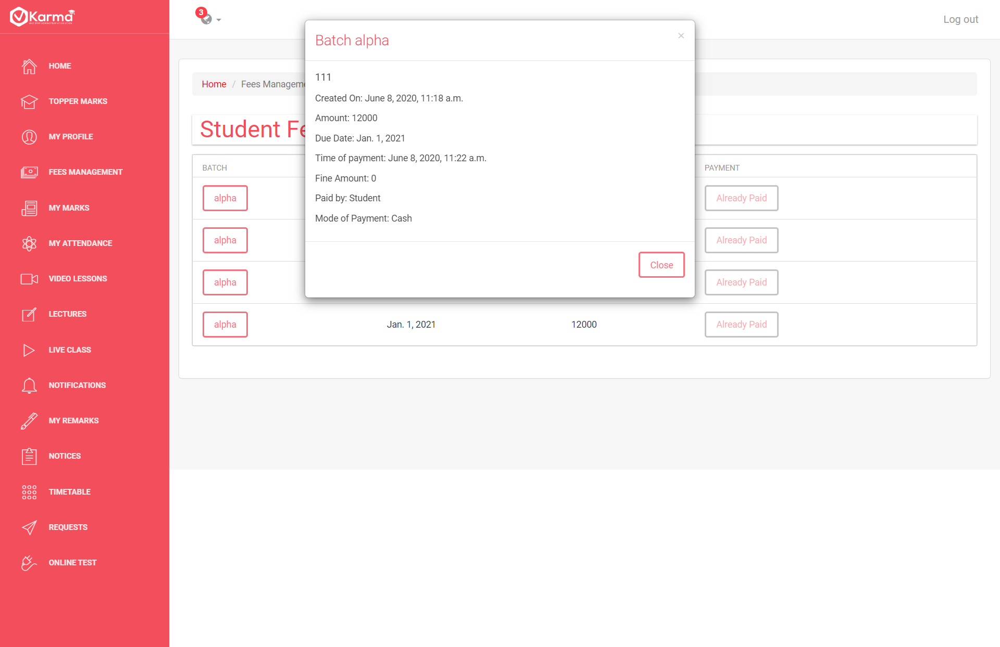 Karma
ONE STOP ADMINISTRATIVE SOLUTION
HOME
TOPPER MARKS
MY PROFILE
FEES MANAGEMENT
MY MARKS
MY ATTENDANCE
VIDEO LESSONS
LECTURES
LIVE CLASS
NOTIFICATIONS
MY REMARKS
NOTICES
TIMETABLE
REQUESTS
ONLINE TEST
3
Log out
Home / Fees Manageme
Student Fe
BATCH PAYMENT
alpha Already Paid
alpha Already Paid
alpha Already Paid
alpha Jan. 1, 2021 12000 Already Paid
Batch alpha ×
111
Created On: June 8, 2020, 11:18 a.m.
Amount: 12000
Due Date: Jan. 1, 2021
Time of payment: June 8, 2020, 11:22 a.m.
Fine Amount: 0
Paid by: Student
Mode of Payment: Cash
Close